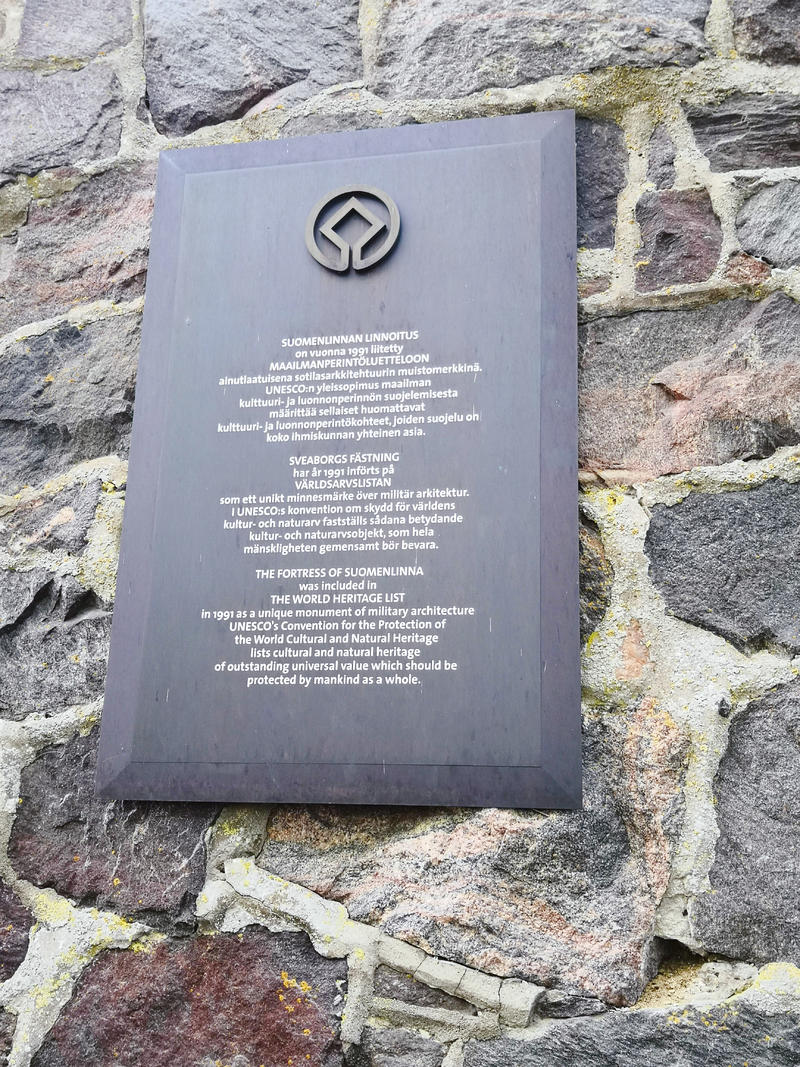 SUOMENLINNAN LINNOITUS
on vuonna 1991 liitetty
MAAILMANPERINTÖLUETTELOON
ainutlaatuisena sotilasarkkitehtuurin muistomerkkinä.
UNESCO:n yleissopimus maailman
kulttuuri- ja luonnonperinnön suojelemisesta
määrittää sellaiset huomattavat
kulttuuri- ja luonnonperintökohteet, joiden suojelu on
koko ihmiskunnan yhteinen asia.
SVEABORGS FÄSTNING
har år 1991 införts på
VÄRLDSARVSLISTAN
som ett unikt minnesmärke över militär arkitektur.
I UNESCO:s konvention om skydd för världens
kultur- och naturarv fastställs sådana betydande
kultur- och naturarvsobjekt, som hela
mänskligheten gemensamt bör bevara.
THE FORTRESS OF SUOMENLINNA
was included in
THE WORLD HERITAGE LIST
in 1991 as a unique monument of military architecture
UNESCO's Convention for the Protection of
the World Cultural and Natural Heritage
lists cultural and natural heritage
of outstanding universal value which should be
protected by mankind as a whole.